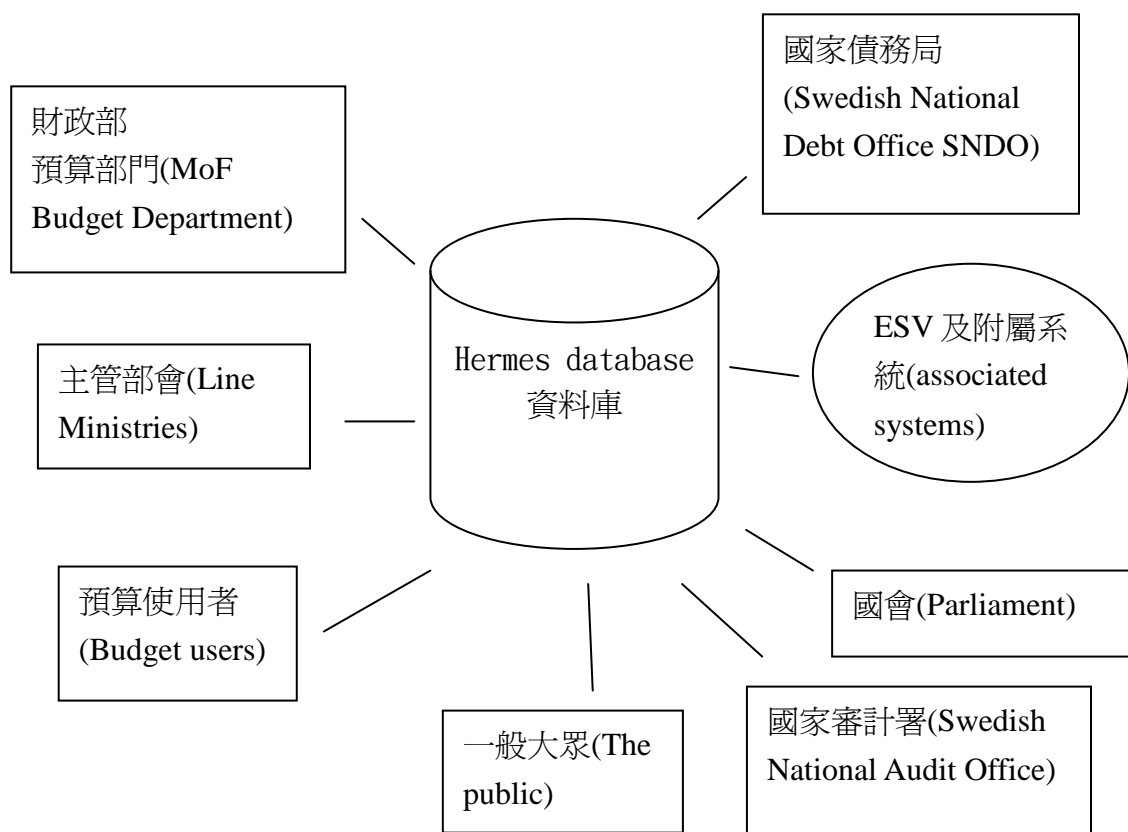 國家債務局
(Swedish National
Debt Office SNDO)
財政部
預算部門(MoF
Budget Department)
Hermes database
資料庫
ESV 及附屬系
統(associated
systems)
主管部會(Line
Ministries)
預算使用者
(Budget users)
國會(Parliament)
一般大眾(The
public)
國家審計署(Swedish
National Audit Office)